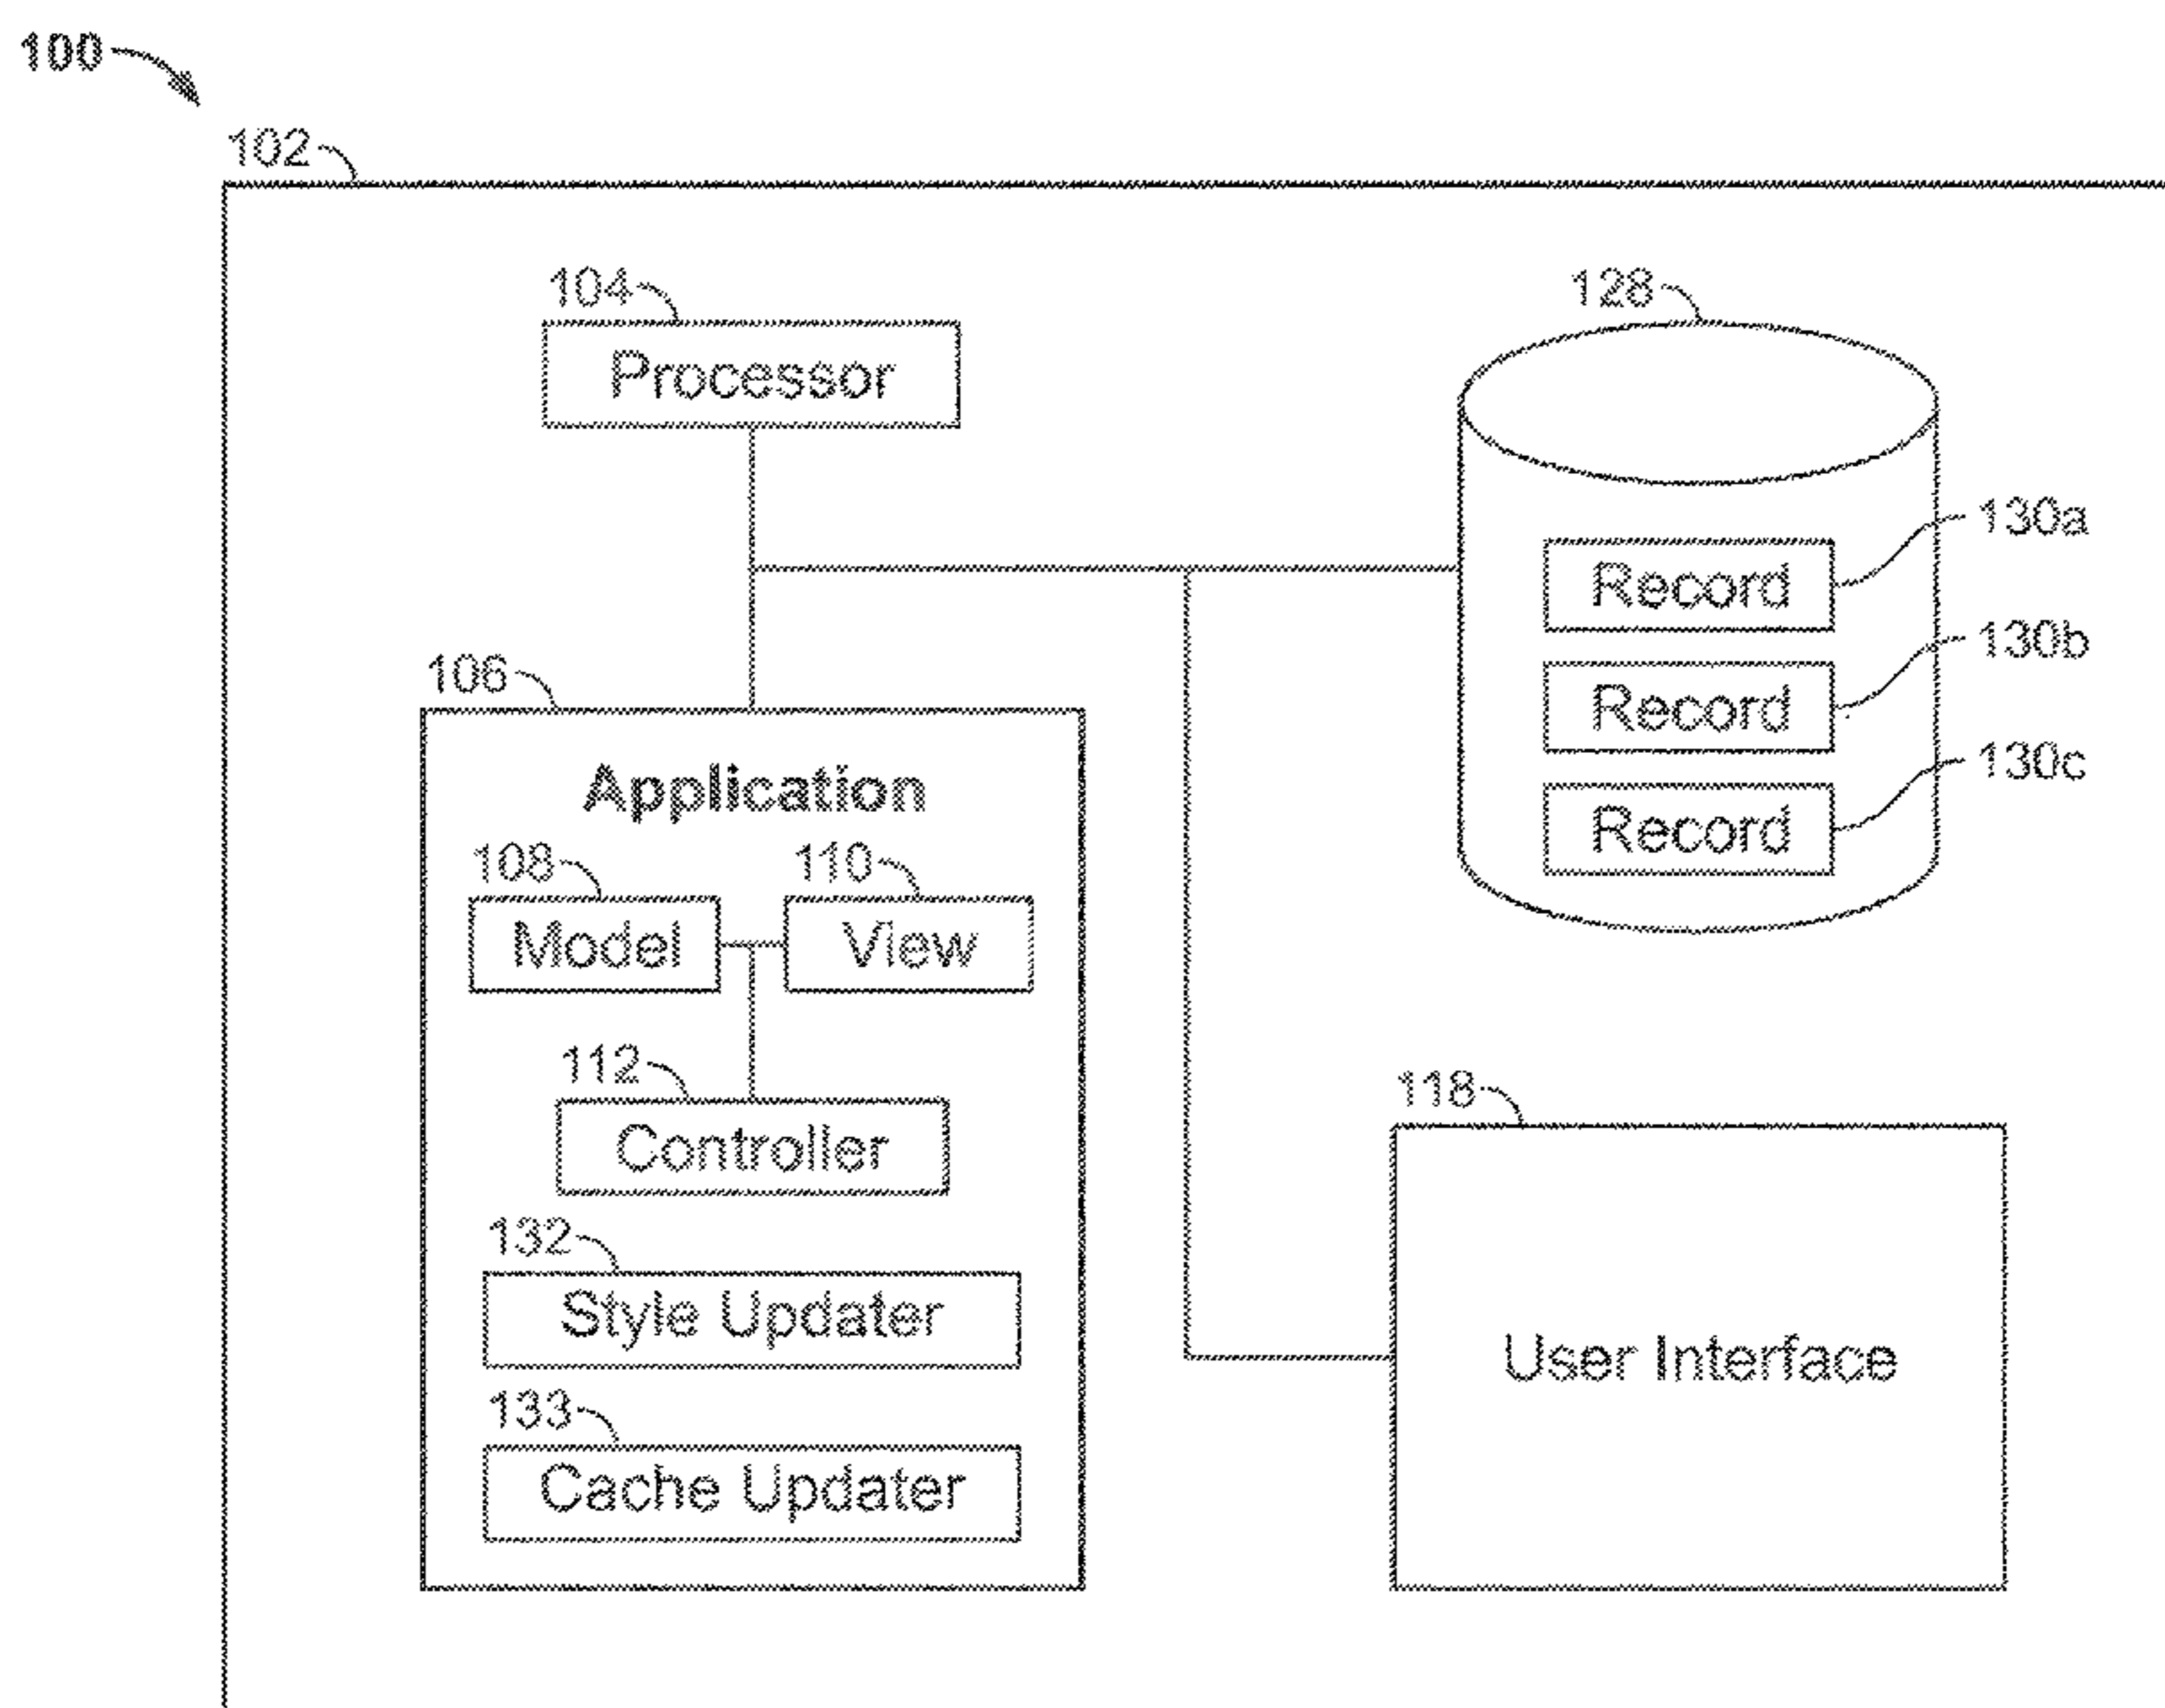 100
102
104
Processor
128
Record
130a
Record
130b
Record
130c
106
Application
108
Model
110
View
112
Controller
132
Style Updater
133
Cache Updater
118
User Interface